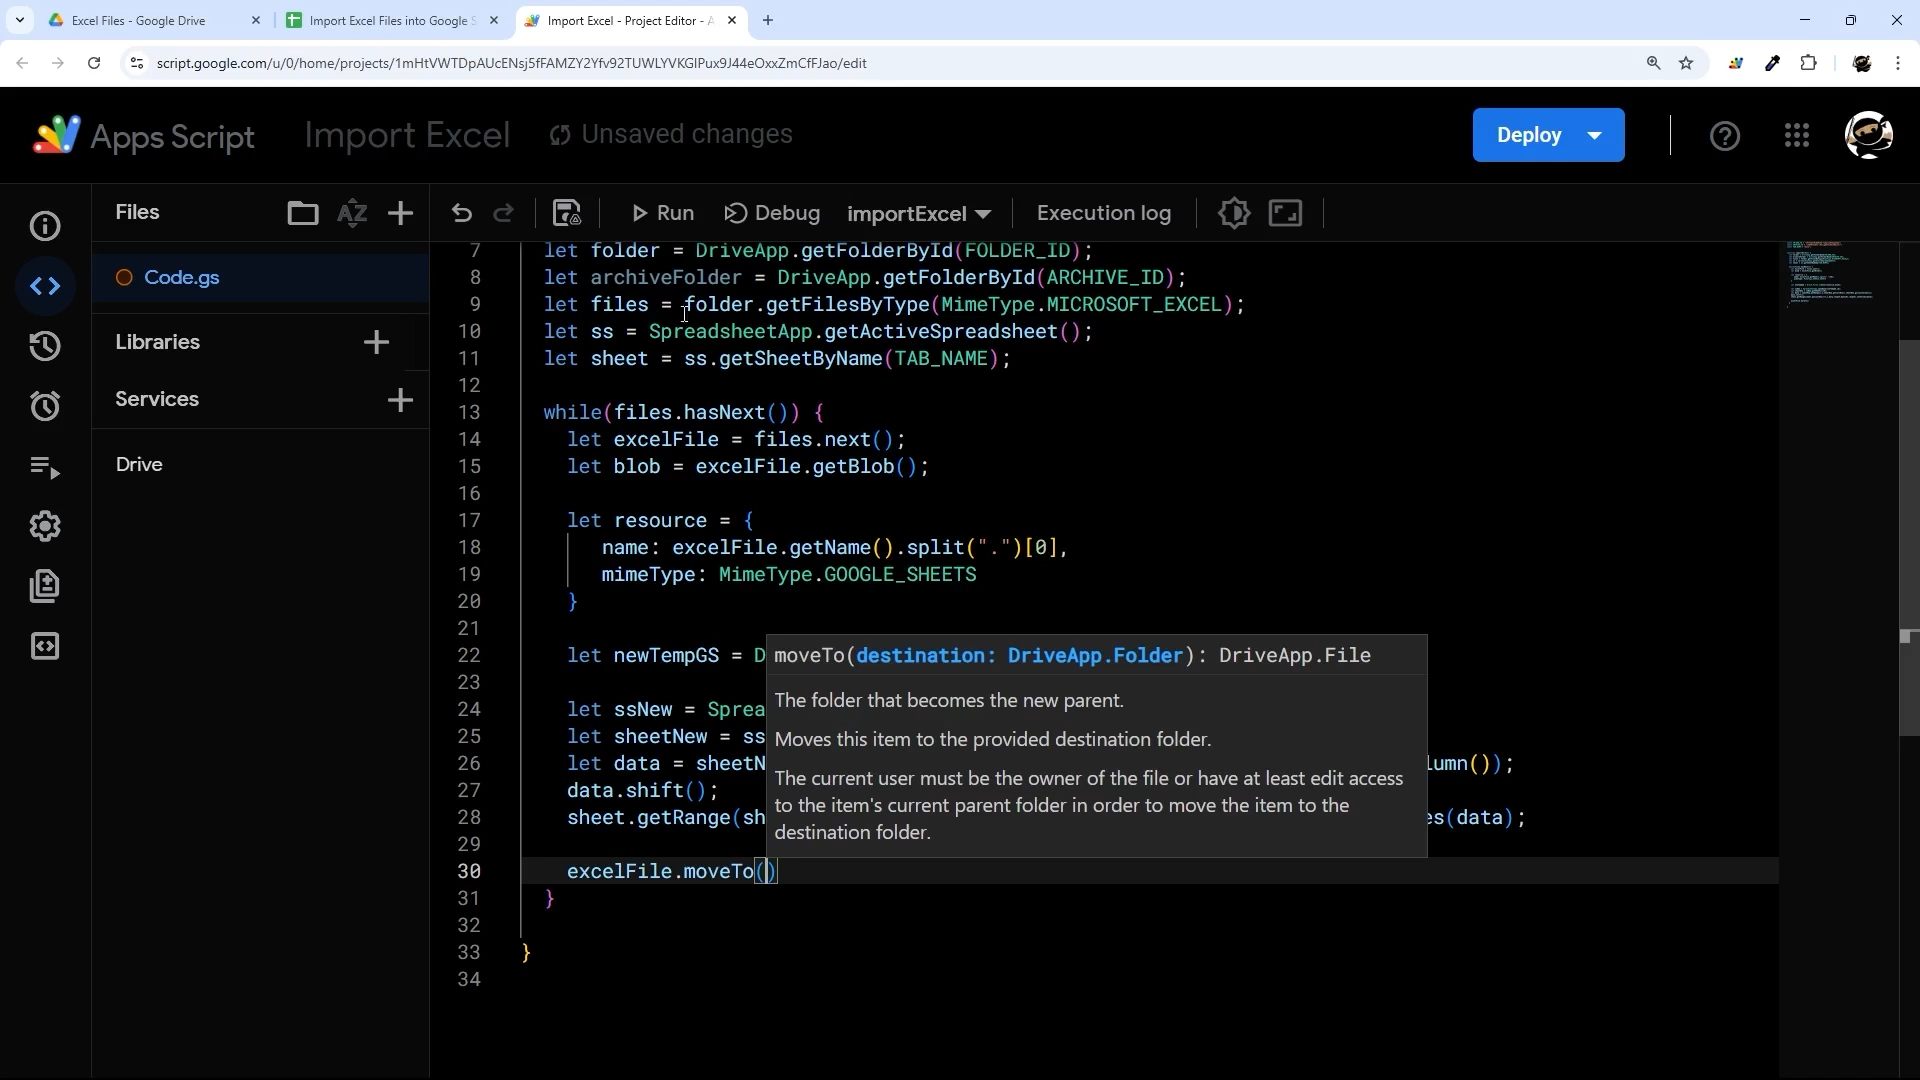 Excel Files - Google Drive
Import Excel Files into Google S
Import Excel - Project Editor - A
script.google.com/u/0/home/projects/1mHtVWTDpAUcENsj5fFAMZY2Yfv92TUWLYVKGlPux9J44eOxxZmCfFJao/edit
Apps Script
Import Excel
Unsaved changes
Deploy
Files
Run
Debug
importExcel
Execution log
Code.gs
Libraries
Services
Drive
7 let folder = DriveApp.getFolderById(FOLDER_ID);
8 let archiveFolder = DriveApp.getFolderById(ARCHIVE_ID);
9 let files = folder.getFilesByType(MimeType.MICROSOFT_EXCEL);
10 let ss = SpreadsheetApp.getActiveSpreadsheet();
11 let sheet = ss.getSheetByName(TAB_NAME);
12
13 while(files.hasNext()) {
14 let excelFile = files.next();
15 let blob = excelFile.getBlob();
16
17 let resource = {
18 name: excelFile.getName().split(".")[0],
19 mimeType: MimeType.GOOGLE_SHEETS
20 }
21
22 let newTempGS = D
23
24 let ssNew = Sprea
25 let sheetNew = ss
26 let data = sheetN lumn());
27 data.shift();
28 sheet.getRange(sh es(data);
29
30 excelFile.moveTo()
31 }
32
33 }
34
moveTo(destination: DriveApp.Folder): DriveApp.File
The folder that becomes the new parent.
Moves this item to the provided destination folder.
The current user must be the owner of the file or have at least edit access
to the item's current parent folder in order to move the item to the
destination folder.